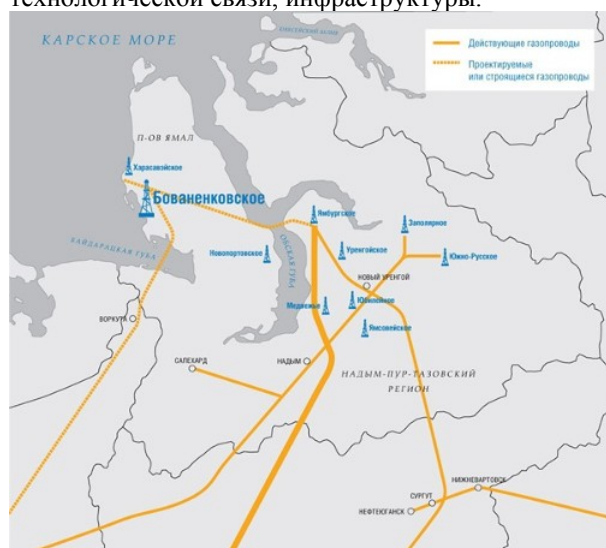 технологической связи, инфраструктуры.
КАРСКОЕ МОРЕ
Действующие газопроводы
Проектируемые
или строящиеся газопроводы
П-ОВ ЯМАЛ
Харасавэйское
Бованенковское
Ямбургское
Заполярное
БАЙДАРАЦКАЯ ГУБА
Новопортовское
ОБСКАЯ ГУБА
Уренгойское
Южно-Русское
НОВЫЙ УРЕНГОЙ
Медвежье
Юбилейное
ВОРКУТА
Ямсовейское
САЛЕХАРД
НАДЫМ
НАДЫМ-ПУР-ТАЗОВСКИЙ
РЕГИОН
НИЖНЕВАРТОВСК
СУРГУТ
НЕФТЕЮГАНСК